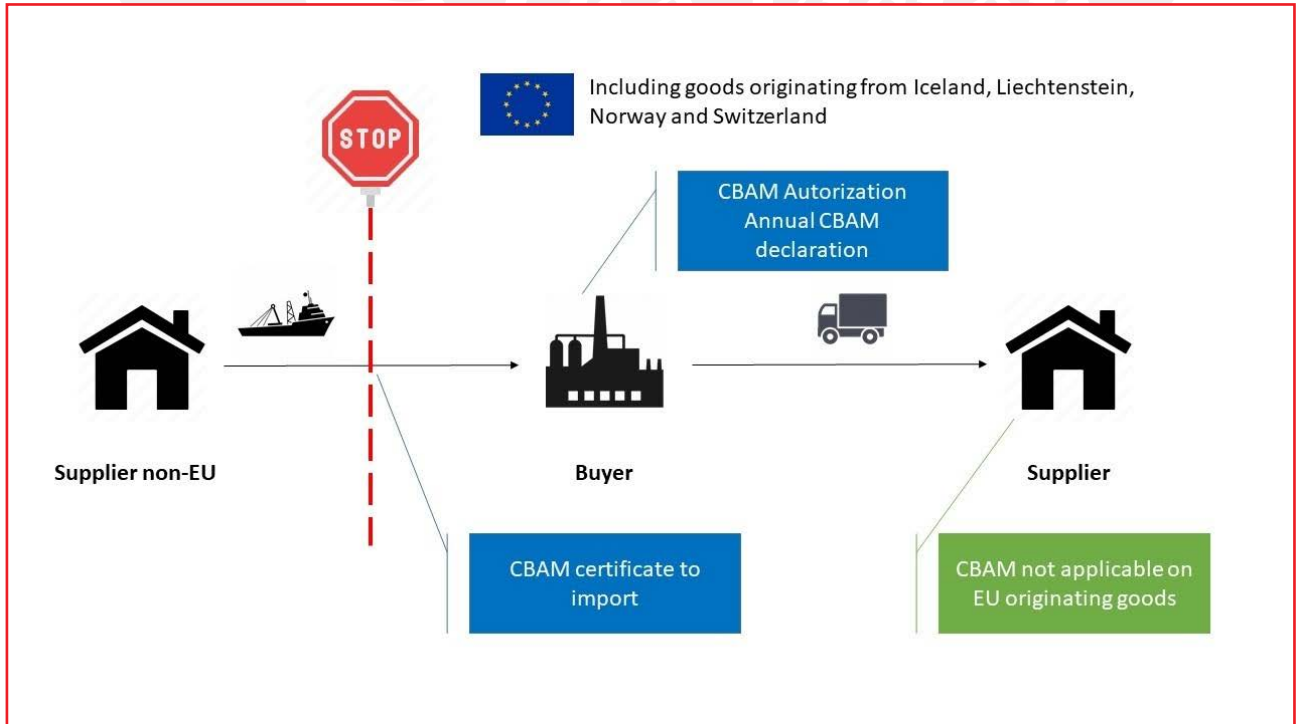 Including goods originating from Iceland, Liechtenstein,
Norway and Switzerland
STOP
CBAM Autorization
Annual CBAM
declaration
Supplier non-EU
Buyer
Supplier
CBAM certificate to
import
CBAM not applicable on
EU originating goods